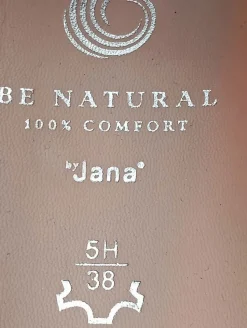 BE NATURAL
100% COMFORT
by Jana®
5H
38